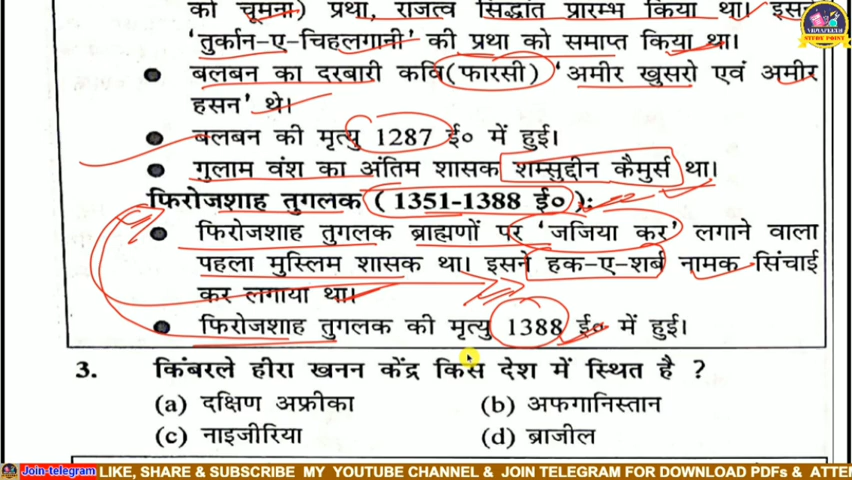 को चूमना) प्रथा, राजत्व सिद्धांत प्रारम्भ किया था। इसने
'तुर्कान-ए-चिहलगानी' की प्रथा को समाप्त किया था।
● बलबन का दरबारी कवि (फारसी) 'अमीर खुसरो एवं अमीर
हसन' थे।
● बलबन की मृत्यु 1287 ई० में हुई।
● गुलाम वंश का अंतिम शासक शम्सुद्दीन कैमुर्स था।
फिरोजशाह तुगलक (1351-1388 ई०):
● फिरोजशाह तुगलक ब्राह्मणों पर 'जजिया कर' लगाने वाला
पहला मुस्लिम शासक था। इसने हक-ए-शर्ब नामक सिंचाई
कर लगाया था।
● फिरोजशाह तुगलक की मृत्यु 1388 ई० में हुई।
3. किंबरले हीरा खनन केंद्र किस देश में स्थित है ?
(a) दक्षिण अफ्रीका (b) अफगानिस्तान
(c) नाइजीरिया (d) ब्राजील
Join-telegram LIKE, SHARE & SUBSCRIBE MY YOUTUBE CHANNEL & JOIN TELEGRAM FOR DOWNLOAD PDFs & ATTE